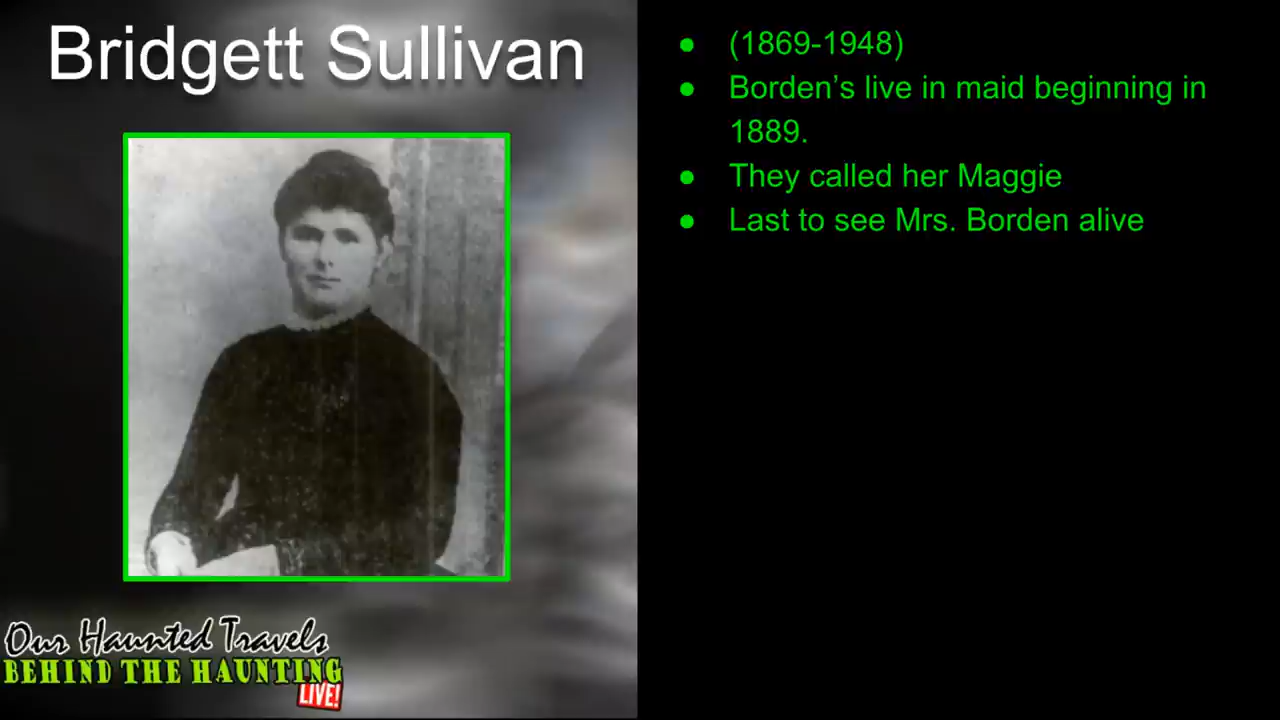 Bridgett Sullivan
● (1869-1948)
● Borden’s live in maid beginning in
1889.
● They called her Maggie
● Last to see Mrs. Borden alive
Our Haunted Travels
BEHIND THE HAUNTING
LIVE!